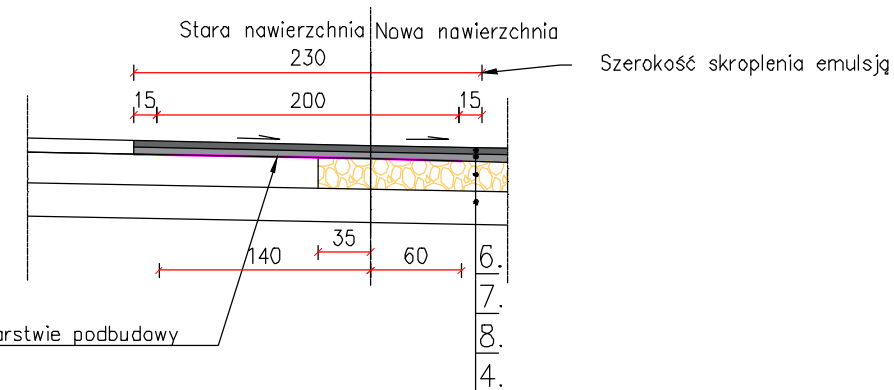 Stara nawierzchnia Nowa nawierzchnia
230
Szerokość skroplenia emulsją
15 200 15
35
140 60
6.
7.
podbudowy
8.
4.